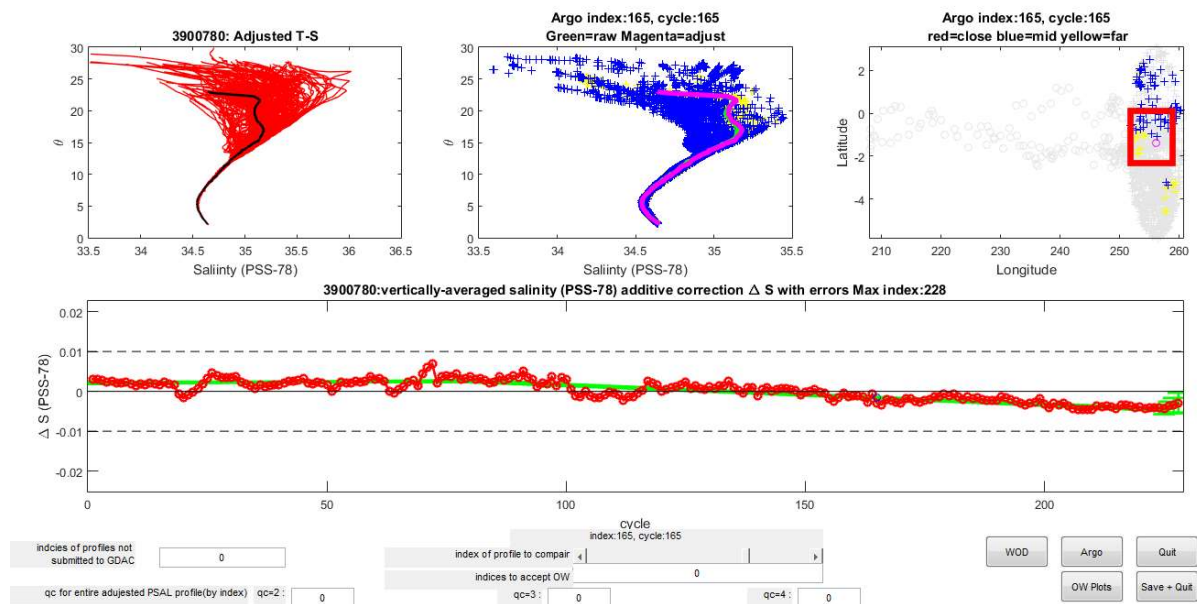 3900780: Adjusted T-S
30
25
20
15
10
5
0
θ
33.5 34 34.5 35 35.5 36 36.5
Saliinty (PSS-78)
Argo index:165, cycle:165
Green=raw Magenta=adjust
30
25
20
15
10
5
0
θ
34 34.5 35 35.5
Saliinty (PSS-78)
Argo index:165, cycle:165
red=close blue=mid yellow=far
2
0
-2
-4
Latitude
210 220 230 240 250 260
Longitude
3900780:vertically-averaged salinity (PSS-78) additive correction Δ S with errors Max index:228
0.02
0.01
0
-0.01
-0.02
Δ S (PSS-78)
0 50 100 150 200
cycle
indcies of profiles not
submitted to GDAC
0
index:165, cycle:165
index of profile to compair
indices to accept OW
0
qc for entire adjuested PSAL profile(by index) qc=2 : 0
qc=3 : 0
qc=4 : 0
WOD Argo Quit
OW Plots Save + Quit